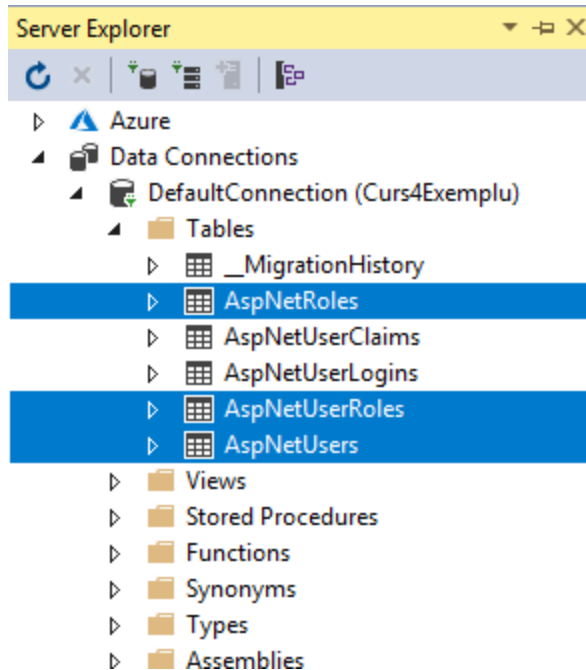 Server Explorer
Azure
Data Connections
DefaultConnection (Curs4Exemplu)
Tables
__MigrationHistory
AspNetRoles
AspNetUserClaims
AspNetUserLogins
AspNetUserRoles
AspNetUsers
Views
Stored Procedures
Functions
Synonyms
Types
Assemblies